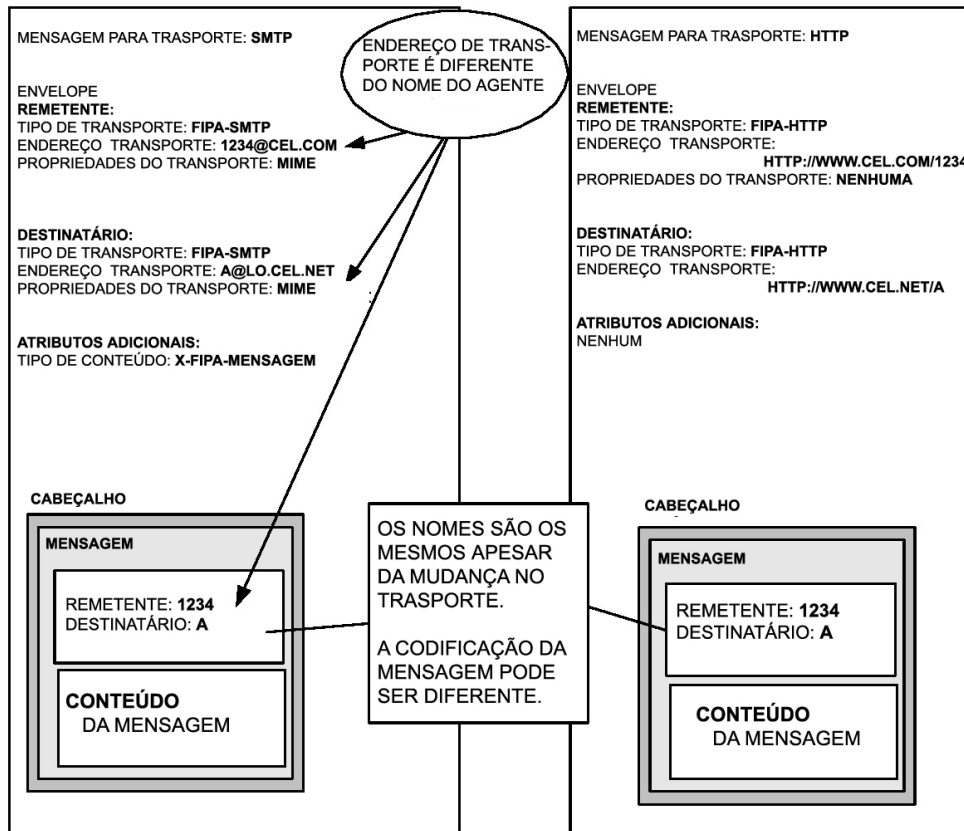 MENSAGEM PARA TRASPORTE: SMTP
ENVELOPE
REMETENTE:
TIPO DE TRANSPORTE: FIPA-SMTP
ENDEREÇO TRANSPORTE: 1234@CEL.COM
PROPRIEDADES DO TRANSPORTE: MIME
DESTINATÁRIO:
TIPO DE TRANSPORTE: FIPA-SMTP
ENDEREÇO TRANSPORTE: A@LO.CEL.NET
PROPRIEDADES DO TRANSPORTE: MIME
ATRIBUTOS ADICIONAIS:
TIPO DE CONTEÚDO: X-FIPA-MENSAGEM
CABEÇALHO
MENSAGEM
REMETENTE: 1234
DESTINATÁRIO: A
CONTEÚDO
DA MENSAGEM
ENDEREÇO DE TRANS-
PORTE É DIFERENTE
DO NOME DO AGENTE
OS NOMES SÃO OS
MESMOS APESAR
DA MUDANÇA NO
TRASPORTE.
A CODIFICAÇÃO DA
MENSAGEM PODE
SER DIFERENTE.
MENSAGEM PARA TRASPORTE: HTTP
ENVELOPE
REMETENTE:
TIPO DE TRANSPORTE: FIPA-HTTP
ENDEREÇO TRANSPORTE:
HTTP://WWW.CEL.COM/1234
PROPRIEDADES DO TRANSPORTE: NENHUMA
DESTINATÁRIO:
TIPO DE TRANSPORTE: FIPA-HTTP
ENDEREÇO TRANSPORTE:
HTTP://WWW.CEL.NET/A
ATRIBUTOS ADICIONAIS:
NENHUM
CABEÇALHO
MENSAGEM
REMETENTE: 1234
DESTINATÁRIO: A
CONTEÚDO
DA MENSAGEM